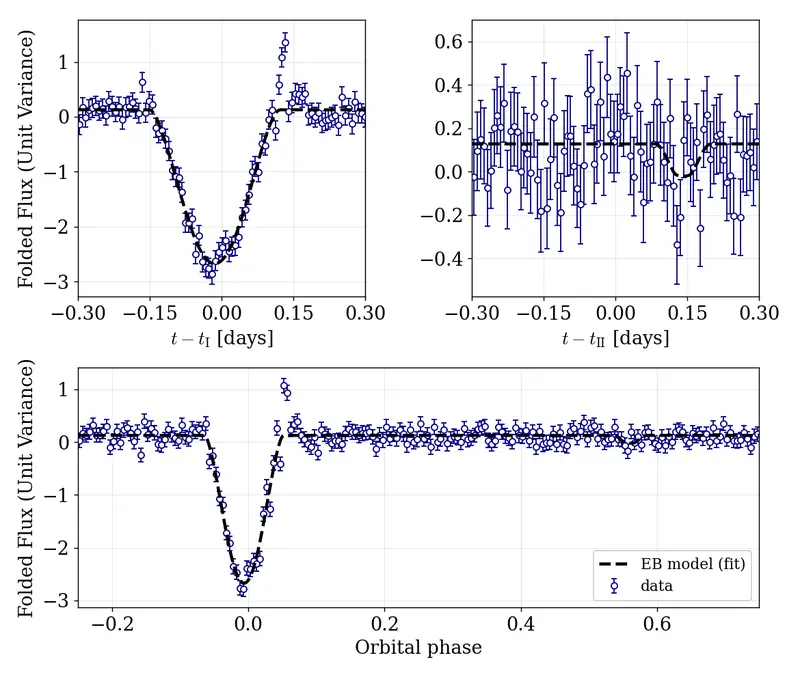 Folded Flux (Unit Variance)
1
0
−1
−2
−3
−0.30 −0.15 0.00 0.15 0.30
t − t_I [days]
0.6
0.4
0.2
0.0
−0.2
−0.4
−0.30 −0.15 0.00 0.15 0.30
t − t_II [days]
Folded Flux (Unit Variance)
1
0
−1
−2
−3
EB model (fit)
data
−0.2 0.0 0.2 0.4 0.6
Orbital phase